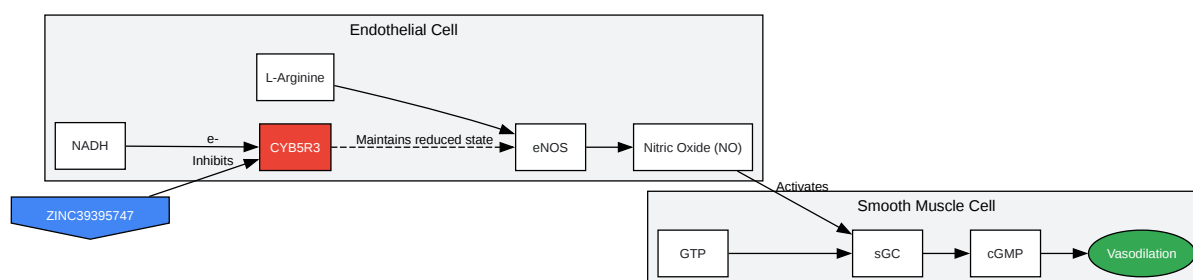 Endothelial Cell
L-Arginine
NADH
e-
CYB5R3
Maintains reduced state
eNOS
Nitric Oxide (NO)
Inhibits
ZINC39395747
Activates
Smooth Muscle Cell
GTP
sGC
cGMP
Vasodilation